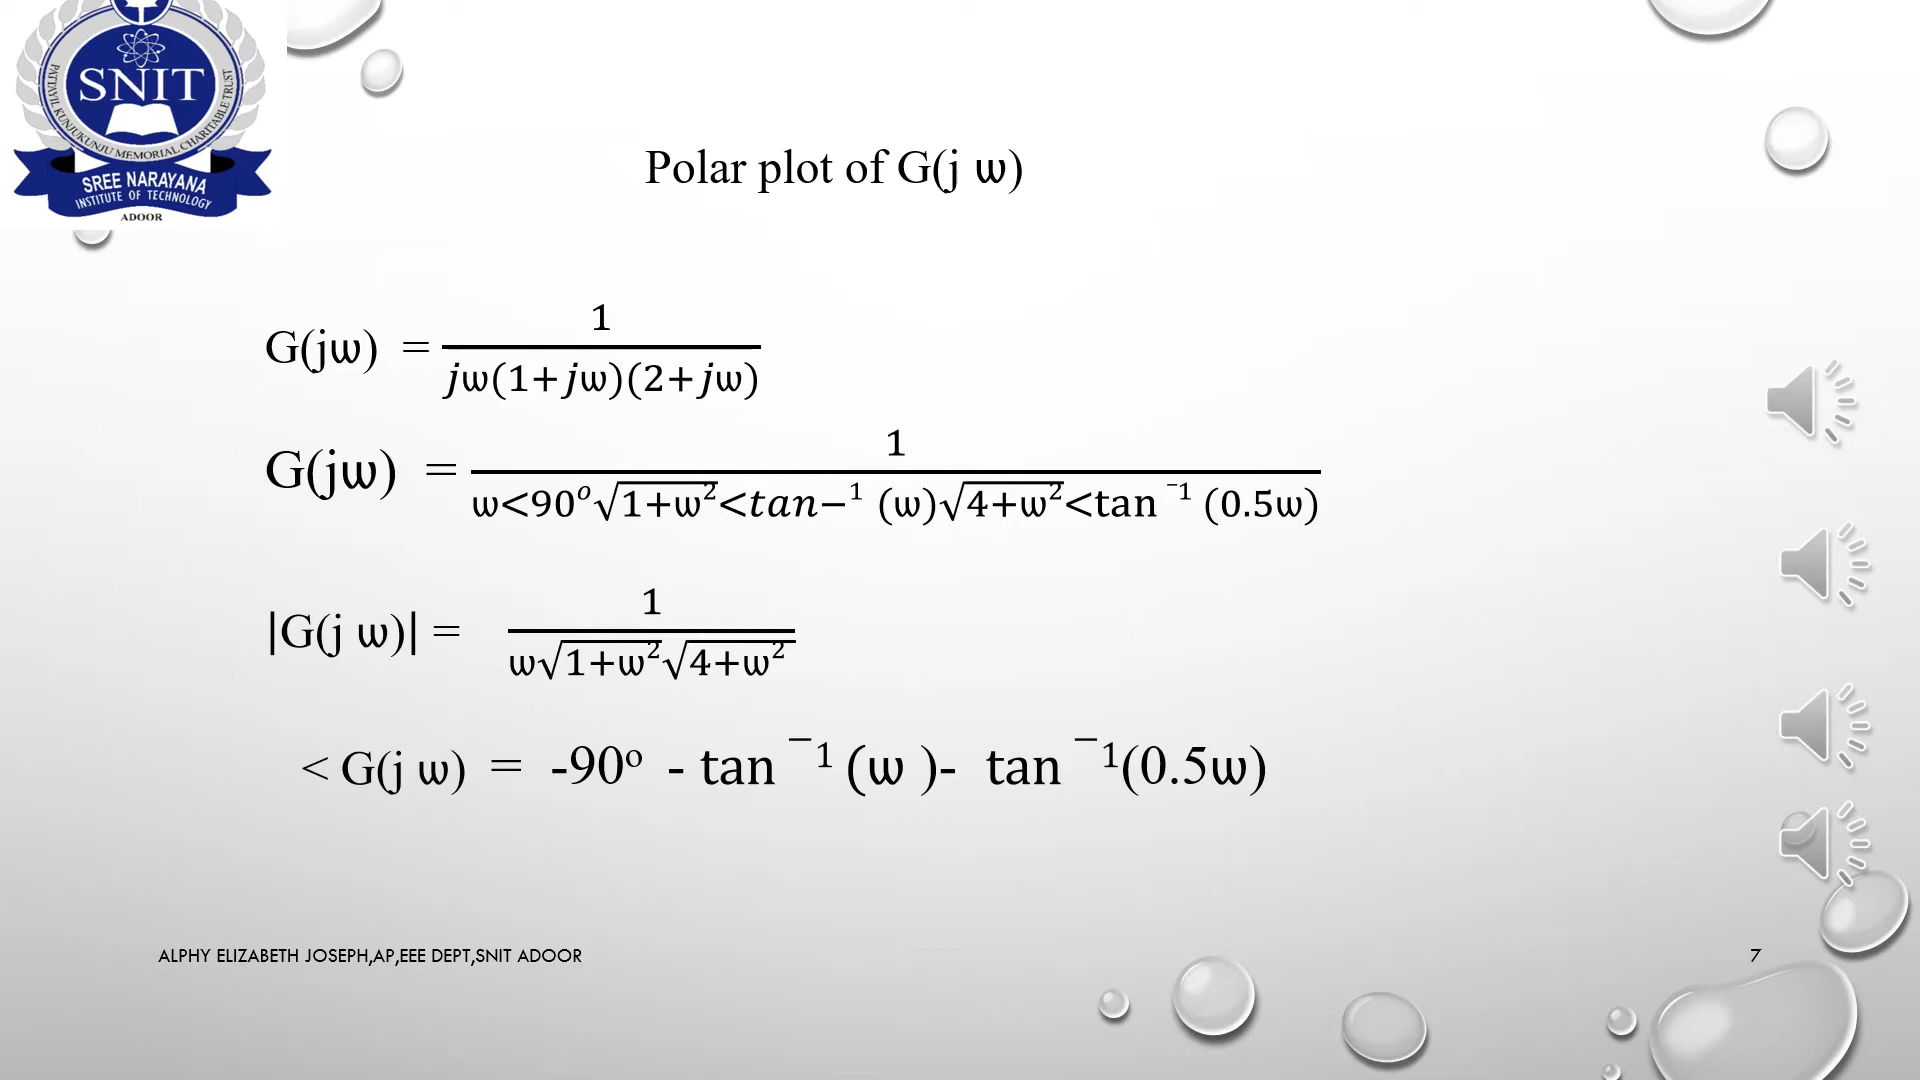 SNIT
PATTAYIL KUNJUKUNJU MEMORIAL CHARITABLE TRUST
SREE NARAYANA
INSTITUTE OF TECHNOLOGY
ADOOR
Polar plot of G(j ω)
G(jω) = 1 / jω(1+jω)(2+jω)
G(jω) = 1 / ω<90° √1+ω² <tan−¹ (ω)√4+ω² <tan ⁻¹ (0.5ω)
|G(j ω)| = 1 / ω√1+ω² √4+ω²
< G(j ω) = -90º - tan ⁻¹ (ω )- tan ⁻¹(0.5ω)
ALPHY ELIZABETH JOSEPH,AP,EEE DEPT,SNIT ADOOR
7